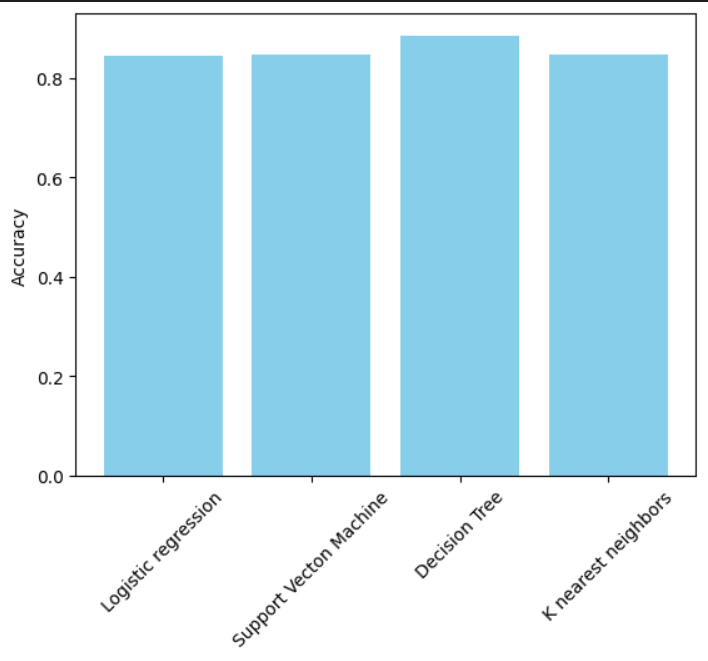 0.8
0.6
0.4
0.2
0.0
Accuracy
Logistic regression
Support Vecton Machine
Decision Tree
K nearest neighbors